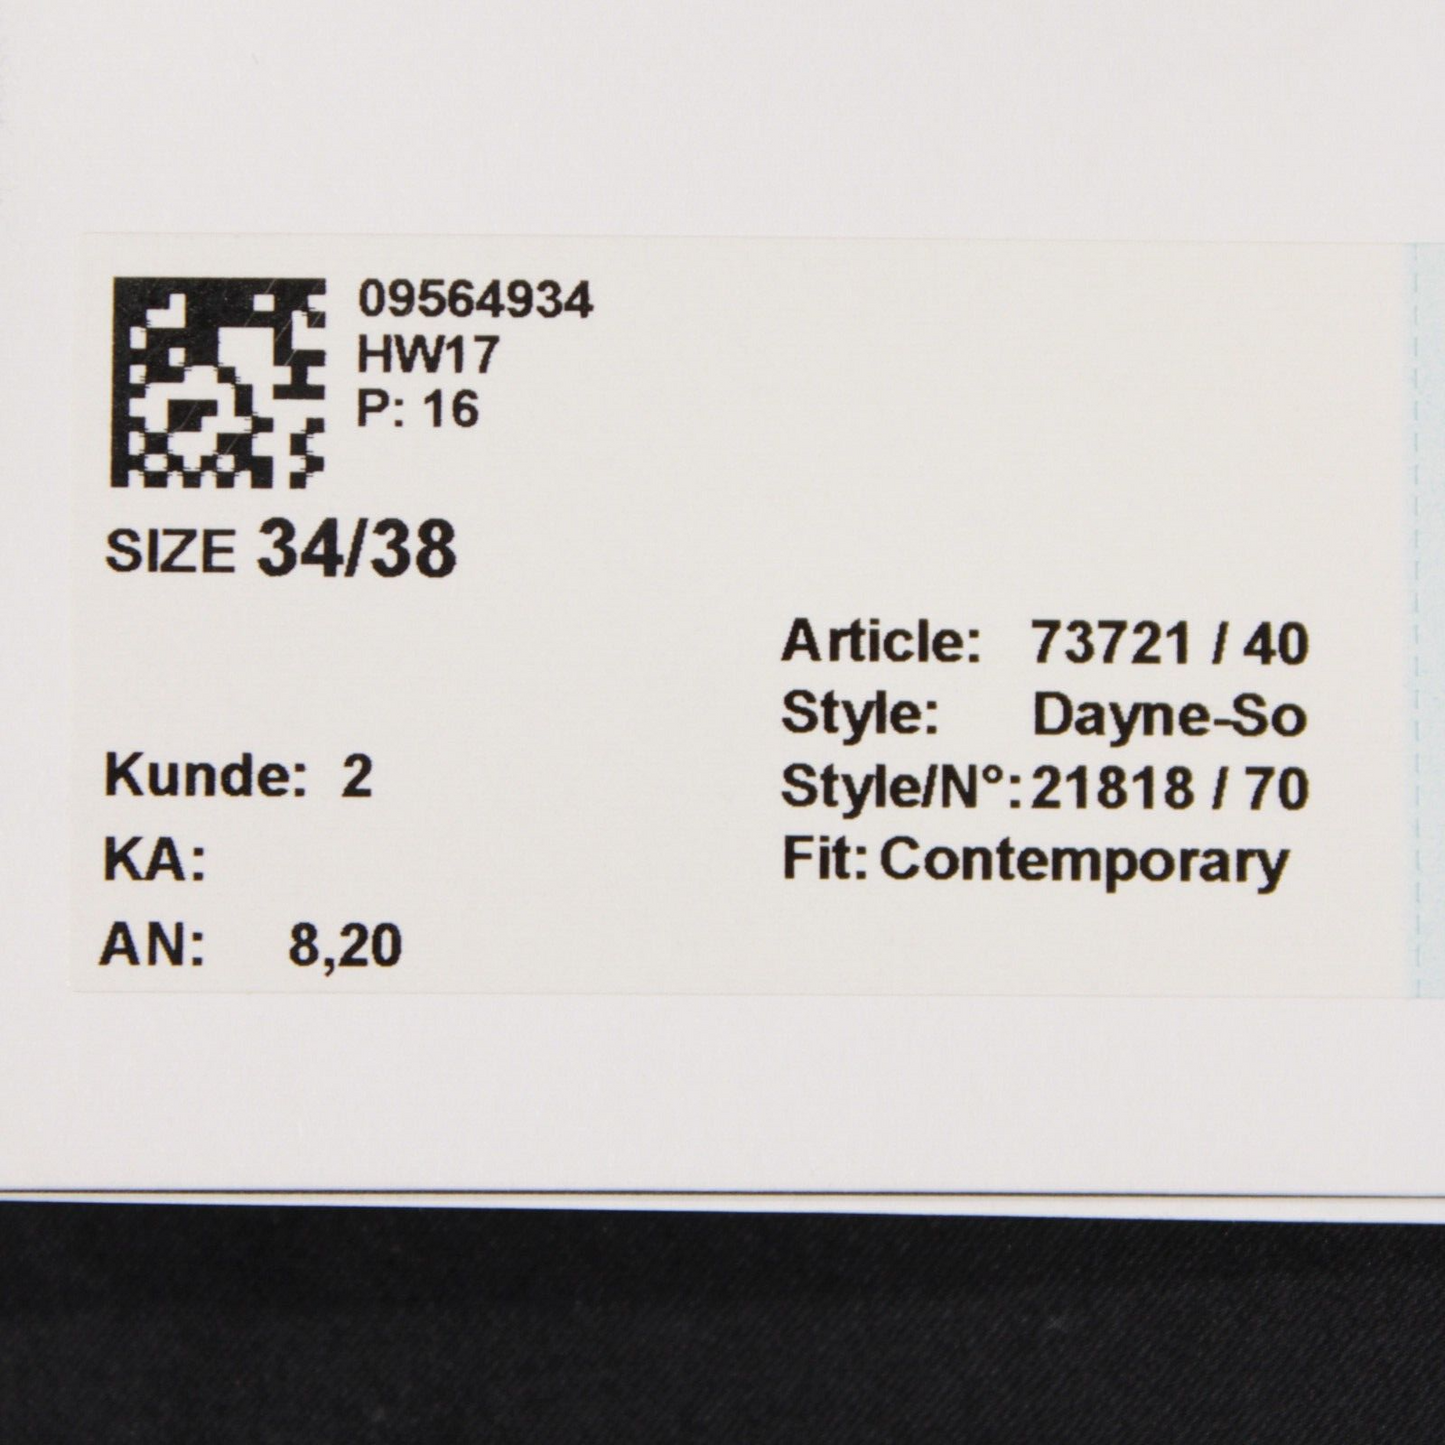 09564934
HW17
P: 16
SIZE 34/38
Article: 73721 / 40
Style: Dayne-So
Style/N°: 21818 / 70
Fit: Contemporary
Kunde: 2
KA:
AN: 8,20